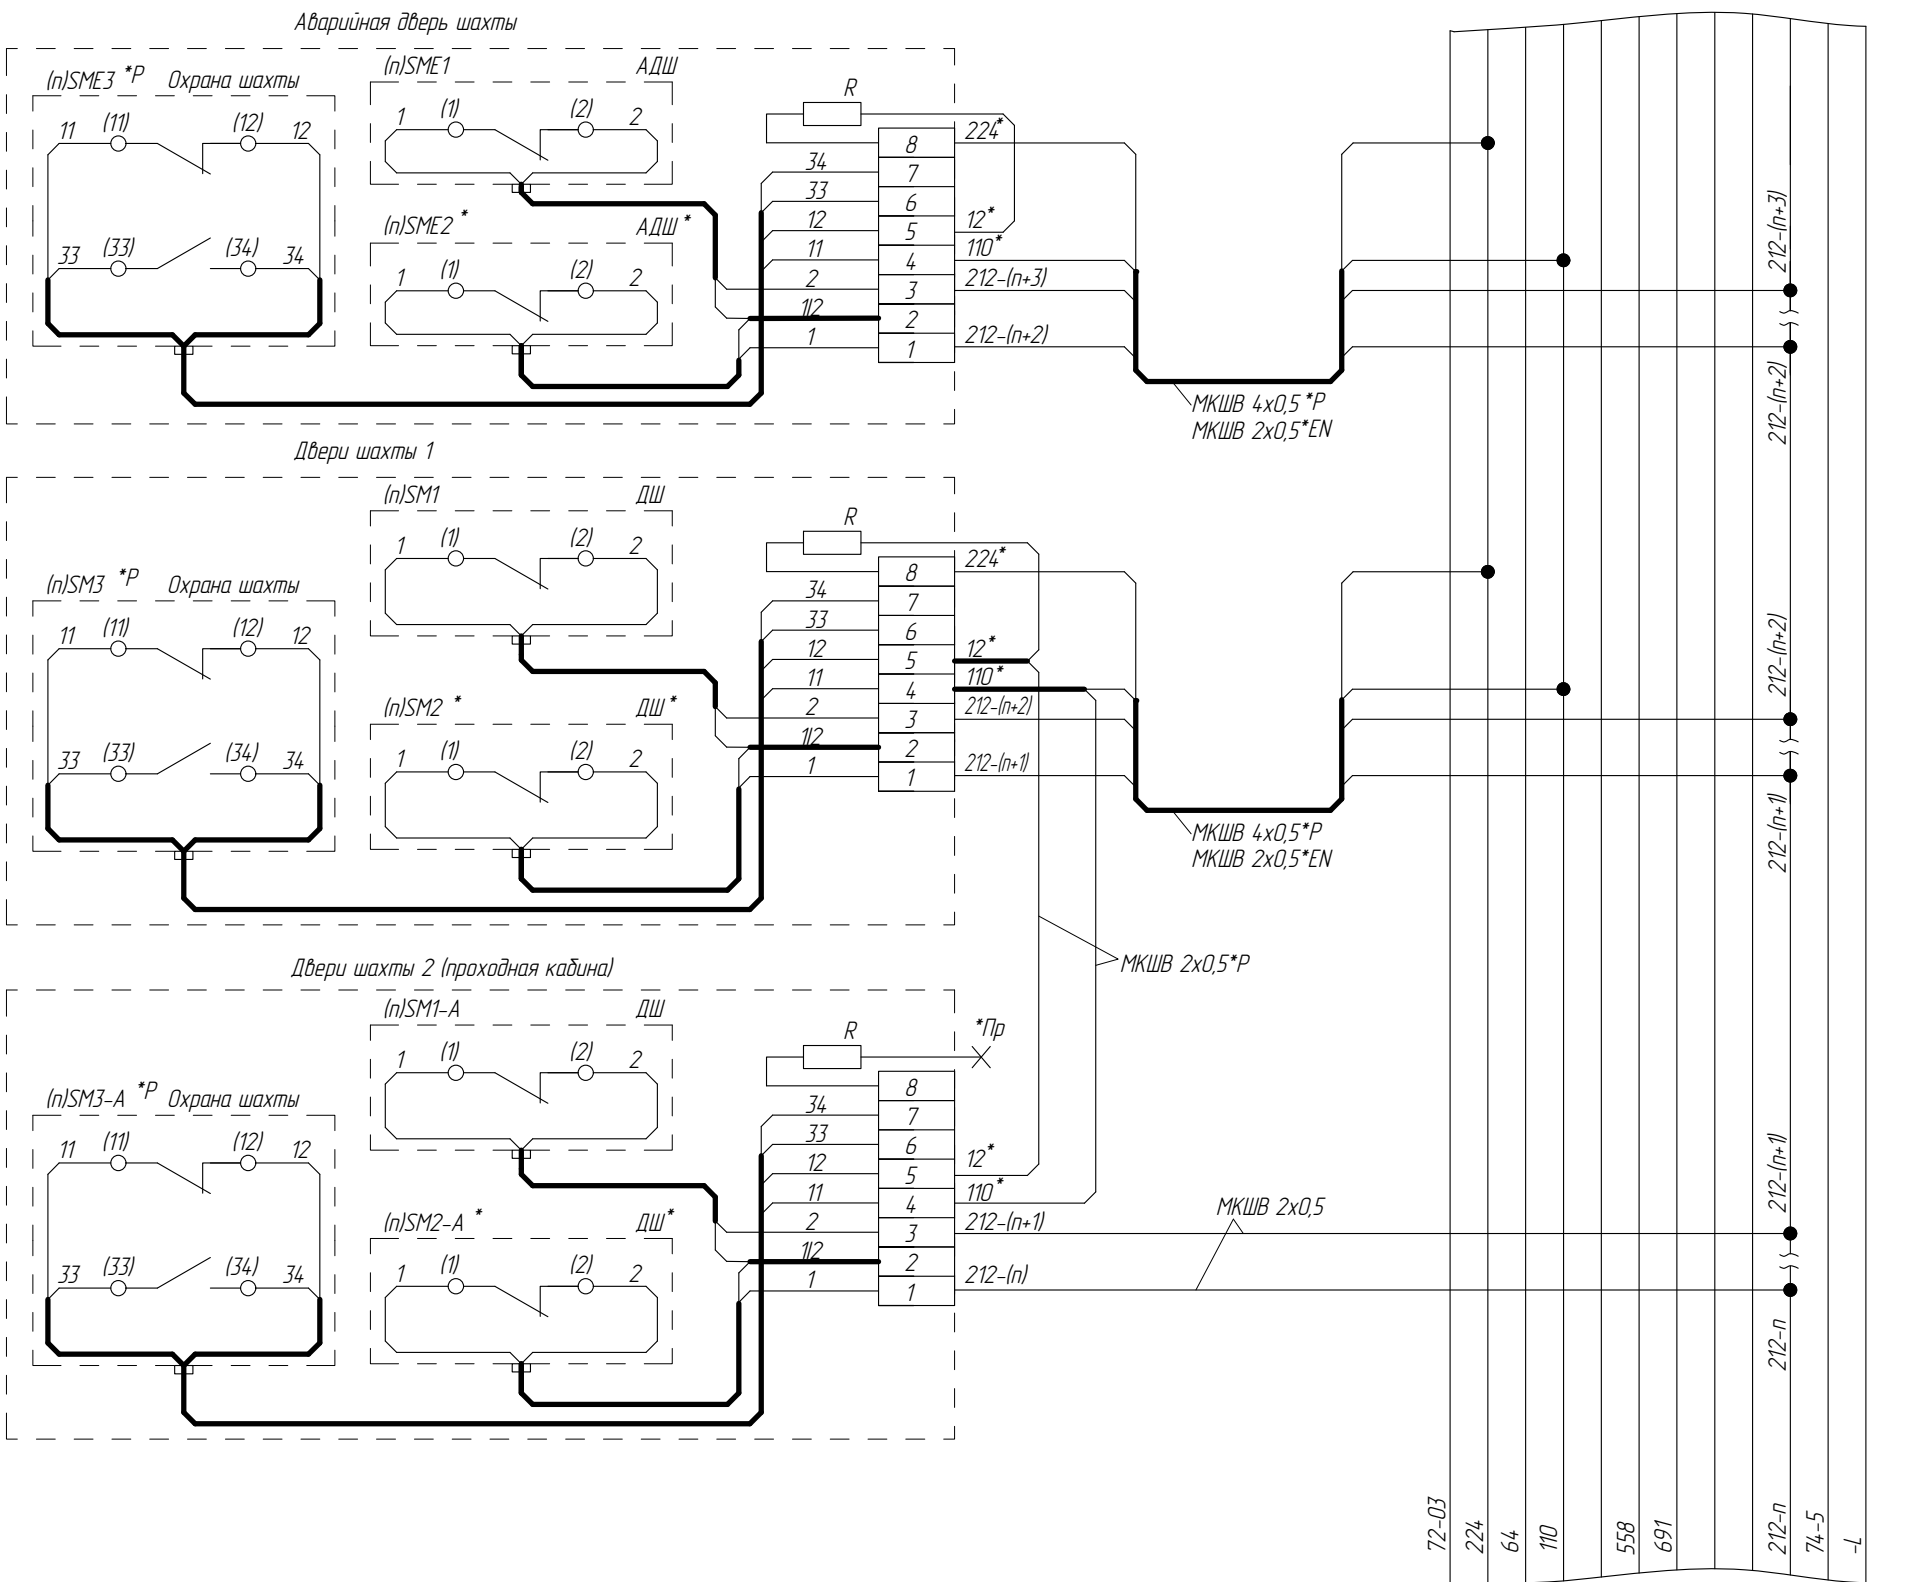 Аварийная дверь шахты
(n)SME3 *P Охрана шахты
11 (11) (12) 12
33 (33) (34) 34
(n)SME1 АДШ
1 (1) (2) 2
(n)SME2 * АДШ *
1 (1) (2) 2
R
8 224*
34 7
33 6
12 5 12*
11 4 110*
2 3 212-(n+3)
1/2 2
1 1 212-(n+2)
МКШВ 4x0,5 *P
МКШВ 2x0,5*EN
212-(n+3)
212-(n+2)
Двери шахты 1
(n)SM3 *P Охрана шахты
11 (11) (12) 12
33 (33) (34) 34
(n)SM1 ДШ
1 (1) (2) 2
(n)SM2 * ДШ *
1 (1) (2) 2
R
8 224*
34 7
33 6
12 5 12*
11 4 110*
2 3 212-(n+2)
1/2 2
1 1 212-(n+1)
МКШВ 4x0,5*P
МКШВ 2x0,5*EN
212-(n+2)
212-(n+1)
МКШВ 2x0,5*P
Двери шахты 2 (проходная кабина)
(n)SM3-A *P Охрана шахты
11 (11) (12) 12
33 (33) (34) 34
(n)SM1-A ДШ
1 (1) (2) 2
(n)SM2-A * ДШ*
1 (1) (2) 2
R *Пр
8
34 7
33 6
12 5 12*
11 4 110*
2 3 212-(n+1)
1/2 2
1 1 212-(n)
МКШВ 2x0,5
212-(n+1)
212-n
72-03
224
64
110
558
691
212-n
74-5
-L